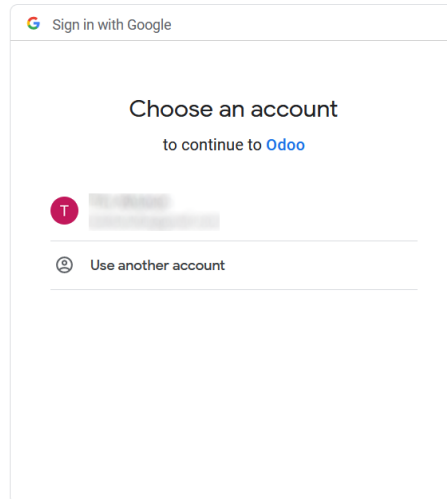 Sign in with Google
Choose an account
to continue to Odoo
T
Use another account